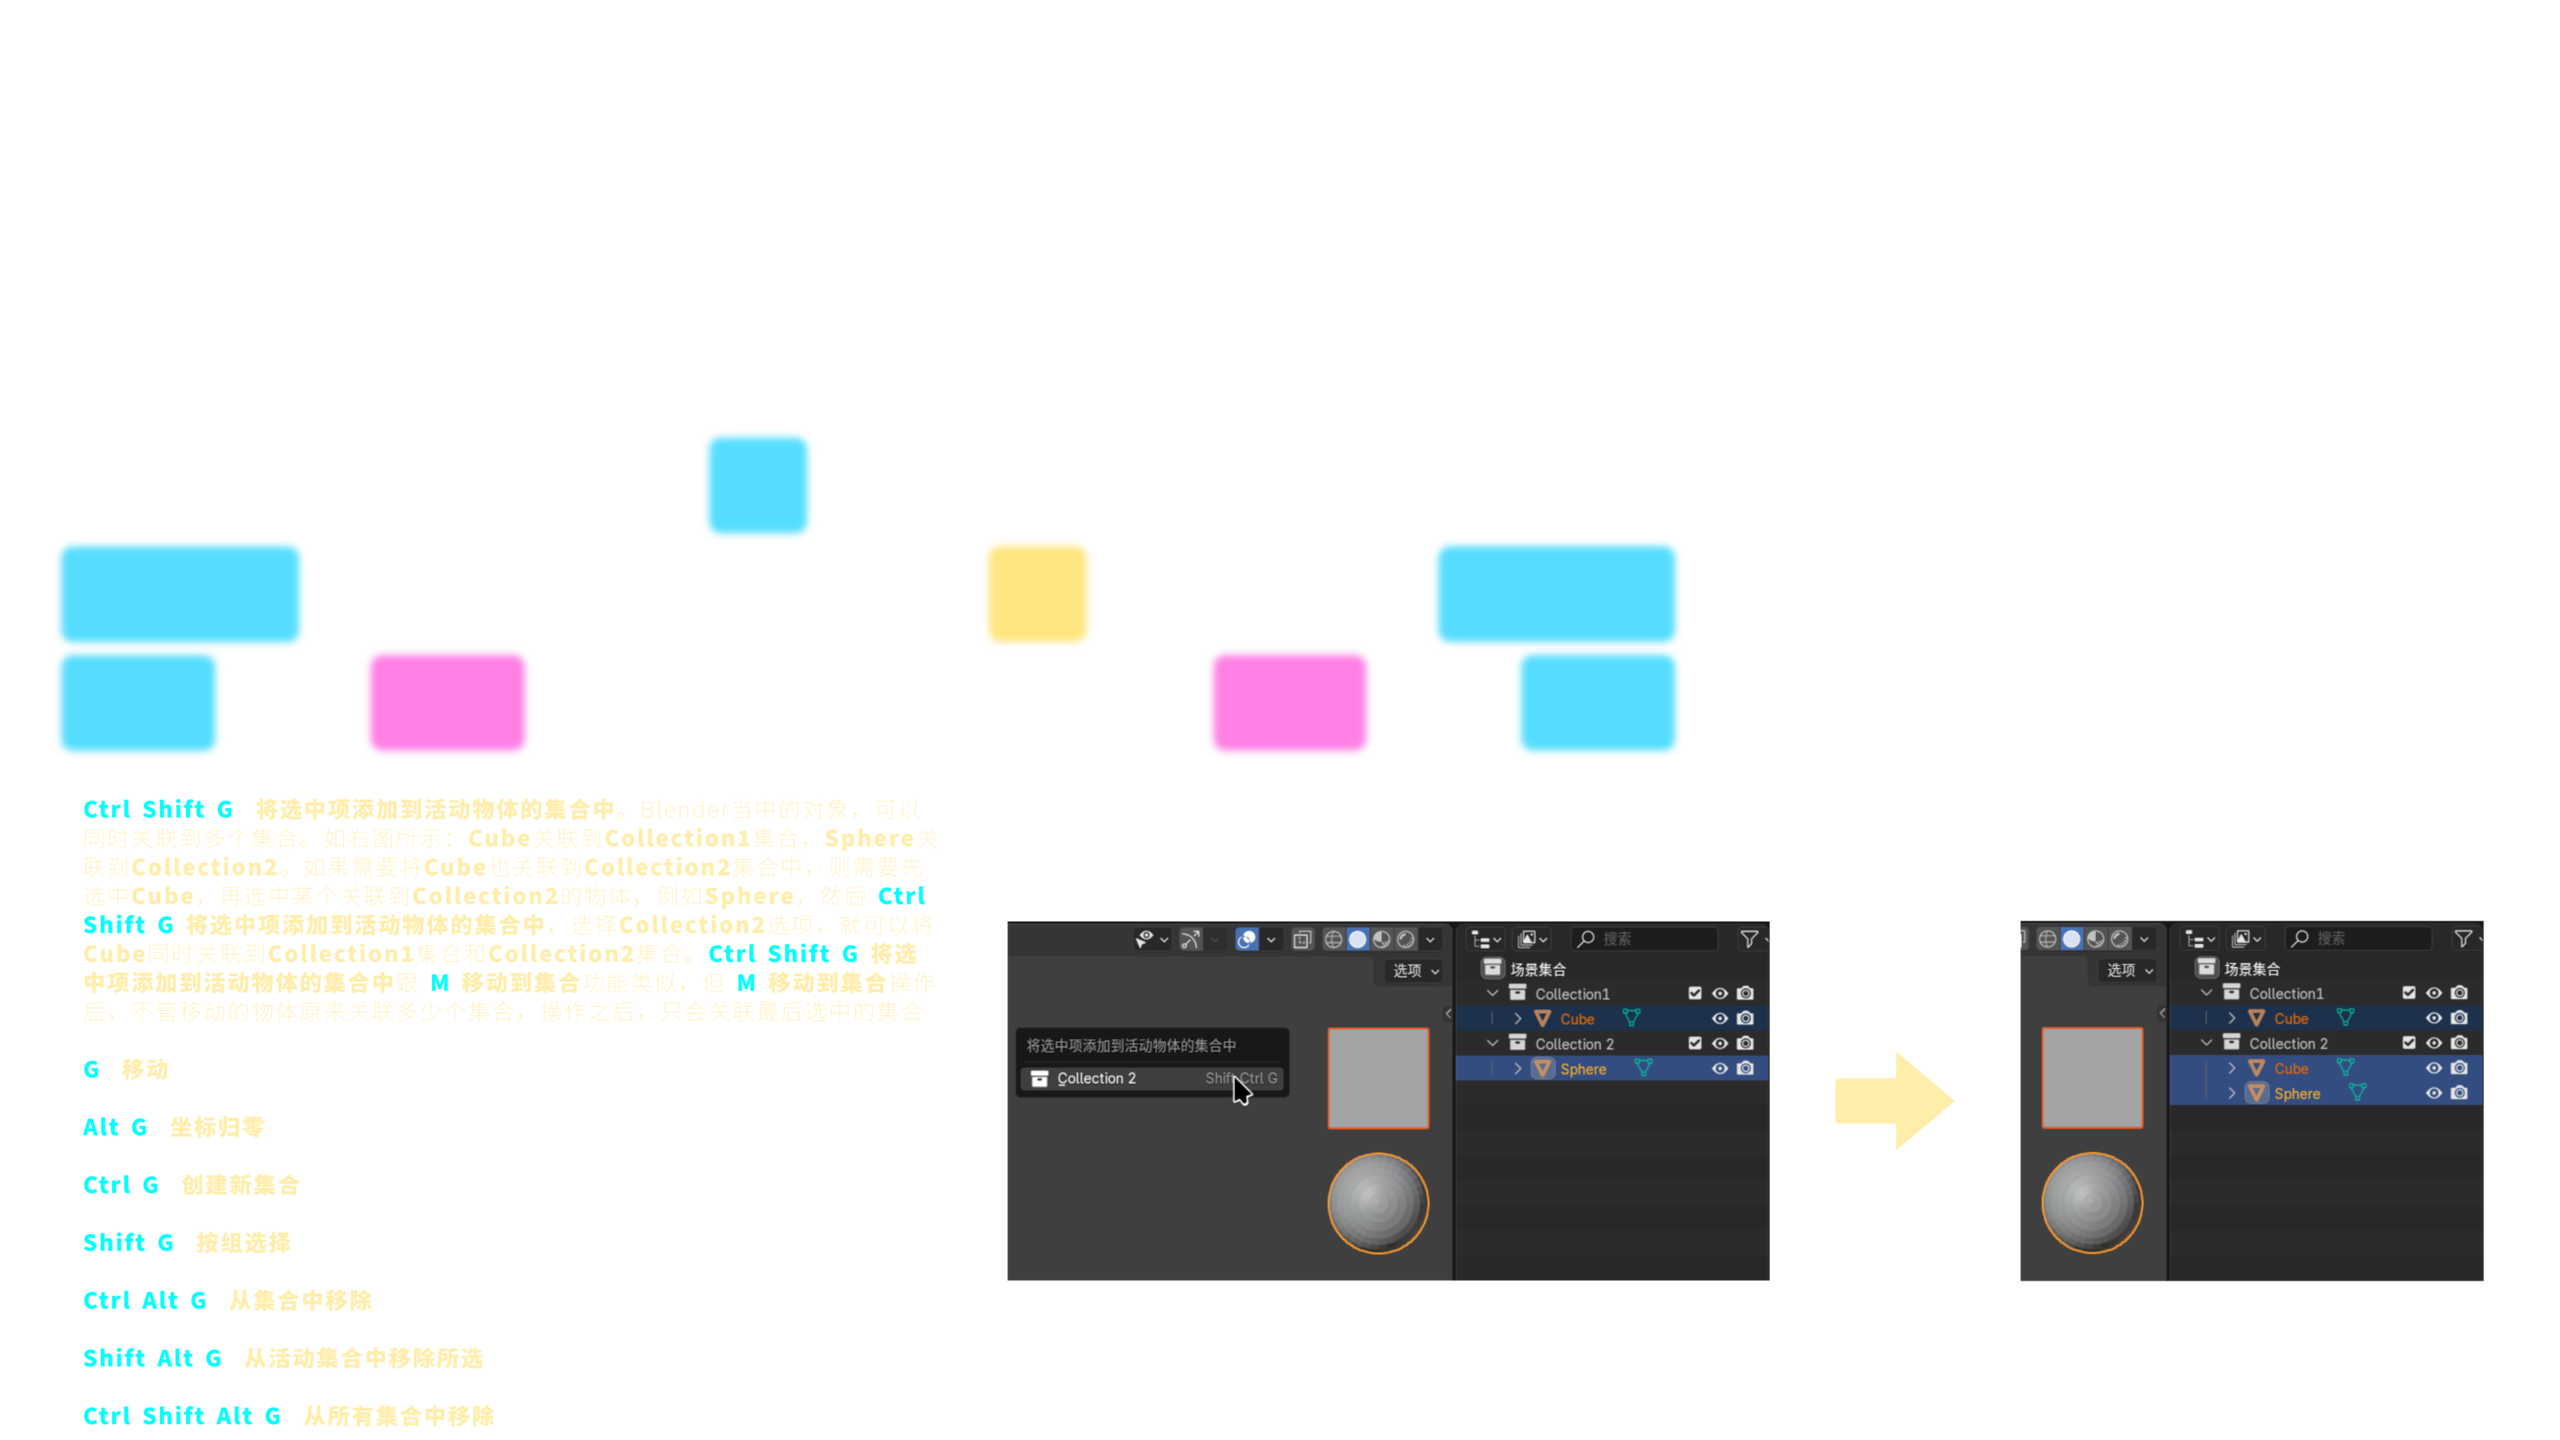 Ctrl Shift G 将选中项添加到活动物体的集合中。Blender当中的对象，可以
同时关联到多个集合。如右图所示：Cube关联到Collection1集合，Sphere关
联到Collection2。如果需要将Cube也关联到Collection2集合中，则需要先
选中Cube，再选中某个关联到Collection2的物体，例如Sphere，然后 Ctrl
Shift G 将选中项添加到活动物体的集合中，选择Collection2选项，就可以将
Cube同时关联到Collection1集合和Collection2集合。Ctrl Shift G 将选
中项添加到活动物体的集合中跟 M 移动到集合功能类似，但 M 移动到集合操作
后，不管移动的物体原来关联多少个集合，操作之后，只会关联最后选中的集合
G 移动
Alt G 坐标归零
Ctrl G 创建新集合
Shift G 按组选择
Ctrl Alt G 从集合中移除
Shift Alt G 从活动集合中移除所选
Ctrl Shift Alt G 从所有集合中移除
搜索
选项
场景集合
Collection1
Cube
Collection 2
Sphere
将选中项添加到活动物体的集合中
Collection 2 Shift Ctrl G
搜索
选项
场景集合
Collection1
Cube
Collection 2
Cube
Sphere